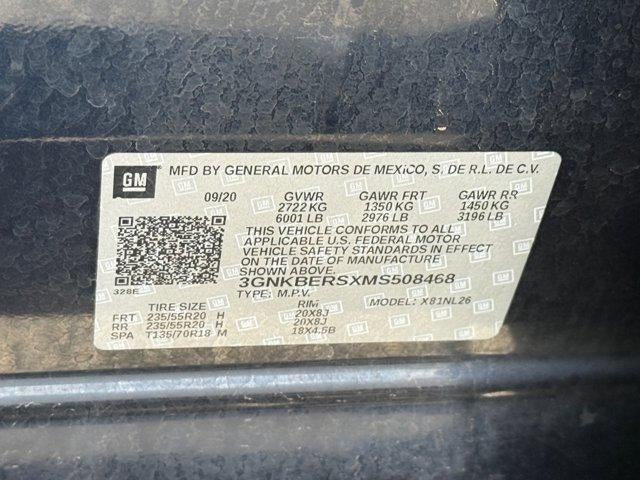 GM
MFD BY GENERAL MOTORS DE MEXICO, S. DE R.L. DE C.V.
09/20 GVWR GAWR FRT GAWR RR
2722 KG 1350 KG 1450 KG
6001 LB 2976 LB 3196 LB
THIS VEHICLE CONFORMS TO ALL
APPLICABLE U.S. FEDERAL MOTOR
VEHICLE SAFETY STANDARDS IN EFFECT
ON THE DATE OF MANUFACTURE
SHOWN ABOVE.
3GNKBERSXMS508468
328E TYPE: M.P.V. MODEL: X81NL26
TIRE SIZE RIM
FRT 235/55R20 H 20X8J
RR 235/55R20 H 20X8J
SPA T135/70R18 M 18X4.5B